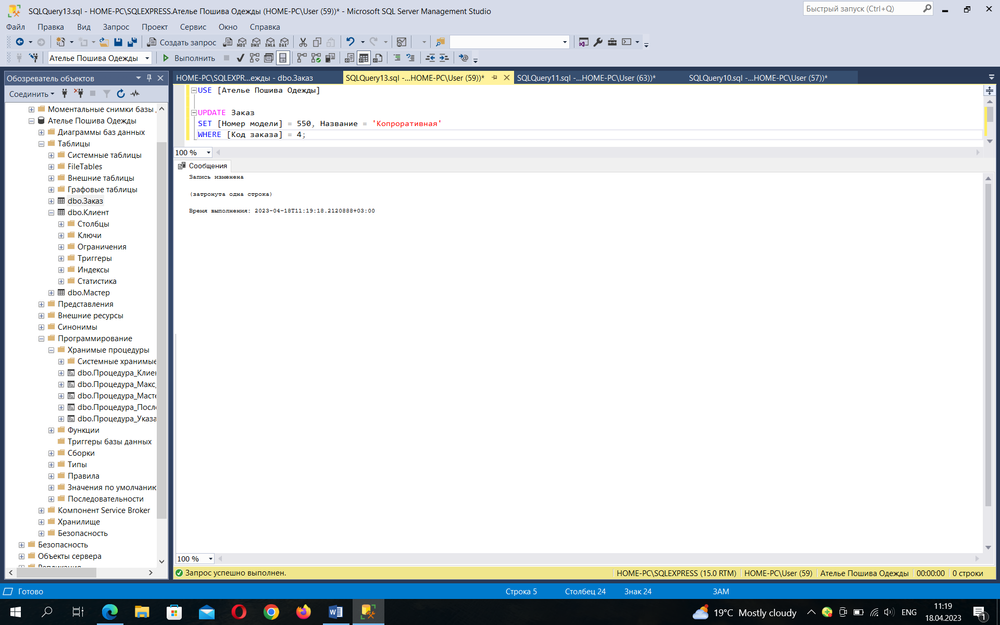 SQLQuery13.sql - HOME-PC\SQLEXPRESS.Ателье Пошива Одежды (HOME-PC\User (59))* - Microsoft SQL Server Management Studio
Быстрый запуск (Ctrl+Q)
Файл Правка Вид Запрос Проект Сервис Окно Справка
Создать запрос
MDX DMX XMLA DAX
Ателье Пошива Одежды Выполнить
Обозреватель объектов
Соединить
Моментальные снимки базы
Ателье Пошива Одежды
Диаграммы баз данных
Таблицы
Системные таблицы
FileTables
Внешние таблицы
Графовые таблицы
dbo.Заказ
dbo.Клиент
Столбцы
Ключи
Ограничения
Триггеры
Индексы
Статистика
dbo.Мастер
Представления
Внешние ресурсы
Синонимы
Программирование
Хранимые процедуры
Системные хранимые
dbo.Процедура_Клиен
dbo.Процедура_Макс_
dbo.Процедура_Масте
dbo.Процедура_После
dbo.Процедура_Указа
Функции
Триггеры базы данных
Сборки
Типы
Правила
Значения по умолчанию
Последовательности
Компонент Service Broker
Хранилище
Безопасность
Безопасность
Объекты сервера
Репликация
HOME-PC\SQLEXPR...ежды - dbo.Заказ
SQLQuery13.sql -...HOME-PC\User (59))*
SQLQuery11.sql -...HOME-PC\User (63))*
SQLQuery10.sql -...HOME-PC\User (57))*
USE [Ателье Пошива Одежды]
UPDATE Заказ
SET [Номер модели] = 550, Название = 'Копроративная'
WHERE [Код заказа] = 4;
100 %
Сообщения
Запись изменена
(затронута одна строка)
Время выполнения: 2023-04-18T11:19:18.2120888+03:00
100 %
Запрос успешно выполнен.
HOME-PC\SQLEXPRESS (15.0 RTM) HOME-PC\User (59) Ателье Пошива Одежды 00:00:00 0 строки
Готово Строка 5 Столбец 24 Знак 24 ЗАМ
19°C Mostly cloudy ENG
11:19
18.04.2023
1